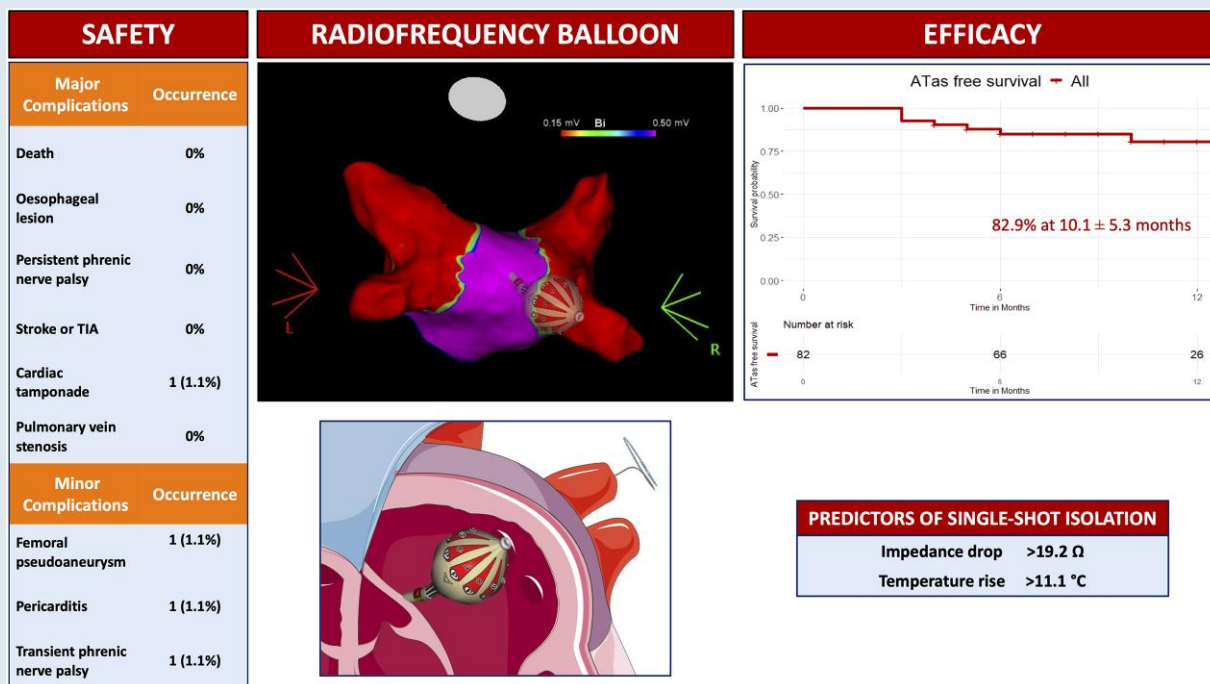 SAFETY
Major
Complications
Occurrence
Death
0%
Oesophageal
lesion
0%
Persistent phrenic
nerve palsy
0%
Stroke or TIA
0%
Cardiac
tamponade
1 (1.1%)
Pulmonary vein
stenosis
0%
Minor
Complications
Occurrence
Femoral
pseudoaneurysm
1 (1.1%)
Pericarditis
1 (1.1%)
Transient phrenic
nerve palsy
1 (1.1%)
RADIOFREQUENCY BALLOON
0.15 mV Bi 0.50 mV
L
R
EFFICACY
ATas free survival All
Survival probability
1.00
0.75
0.50
0.25
0.00
82.9% at 10.1 ± 5.3 months
0 6 12
Time in Months
Number at risk
ATas free survival
82 66 26
0 6 12
Time in Months
PREDICTORS OF SINGLE-SHOT ISOLATION
Impedance drop >19.2 Ω
Temperature rise >11.1 °C